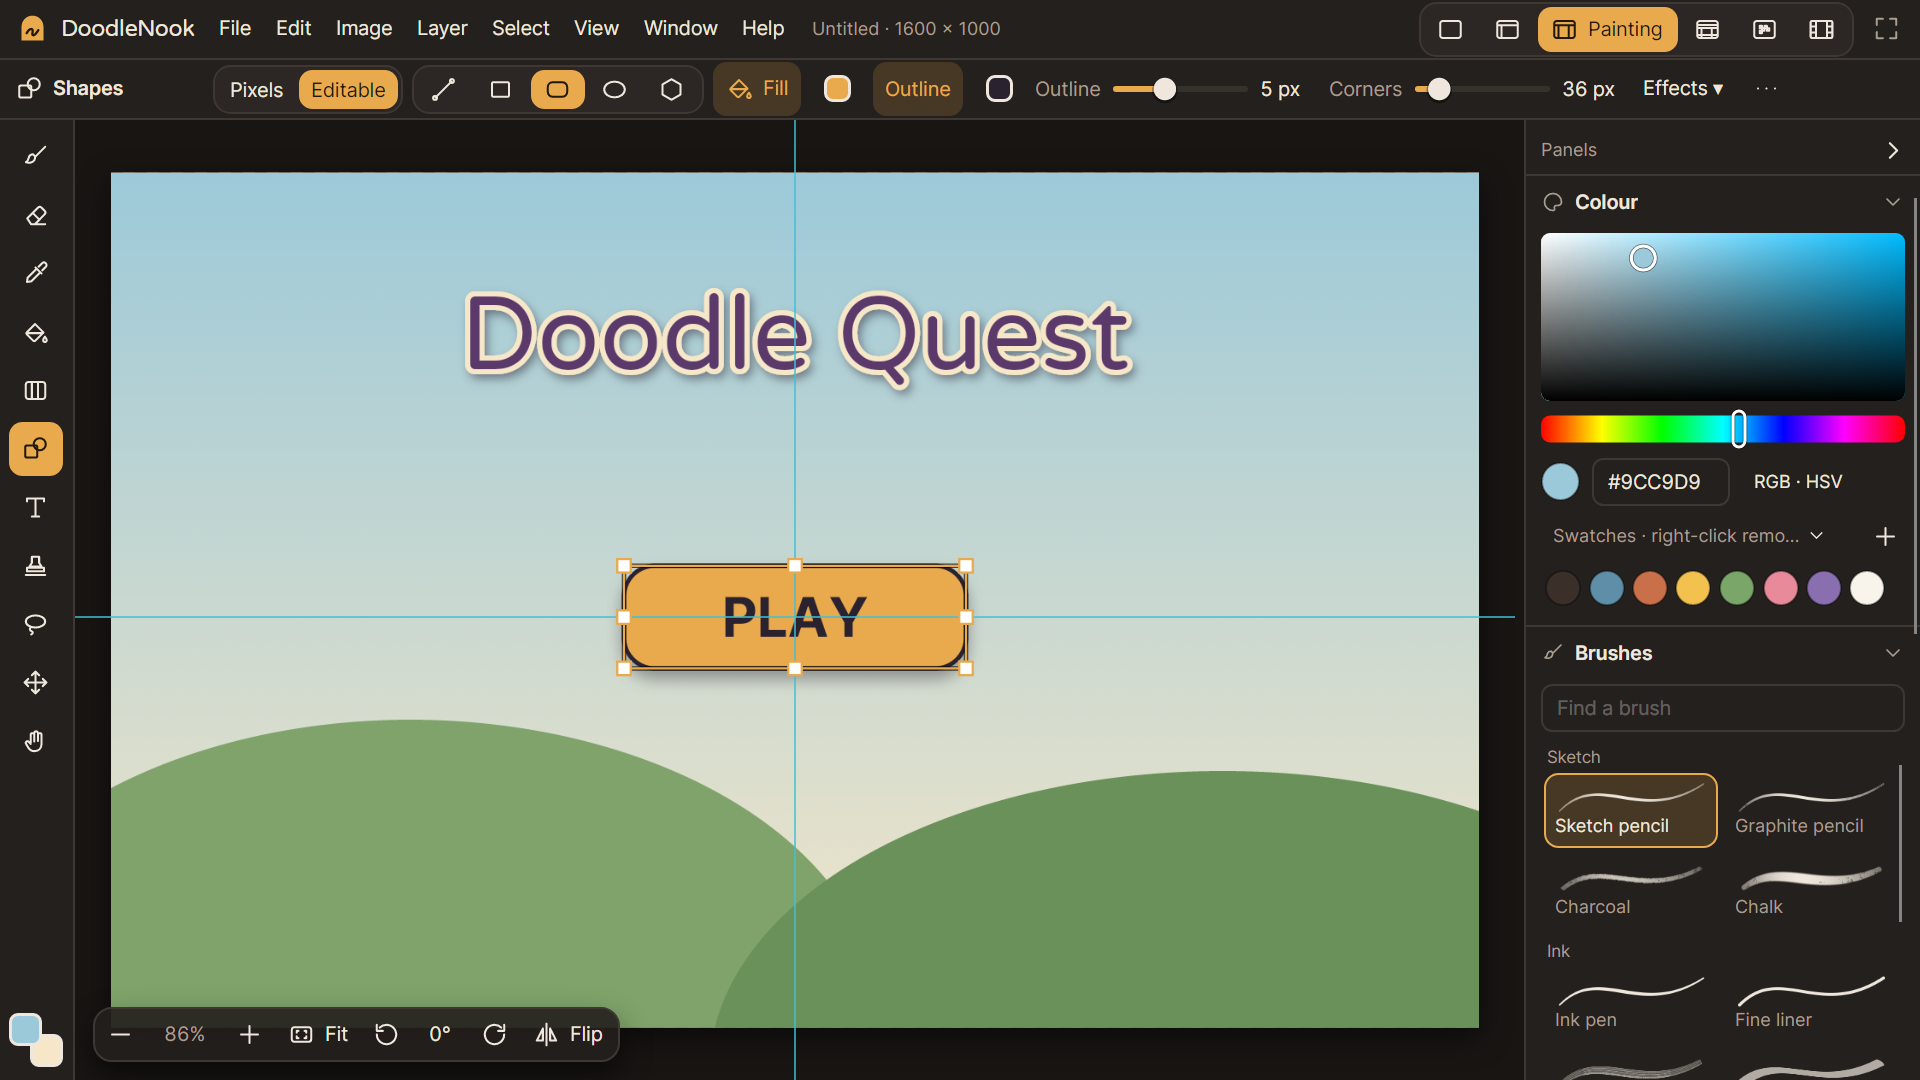 DoodleNook File Edit Image Layer Select View Window Help Untitled · 1600 × 1000 Painting
Shapes Pixels Editable Fill Outline Outline 5 px Corners 36 px Effects ▾ ···
Panels
Colour
Doodle Quest
#9CC9D9 RGB · HSV
Swatches · right-click remo...
PLAY
Brushes
Find a brush
Sketch
Sketch pencil Graphite pencil
Charcoal Chalk
Ink
Ink pen Fine liner
86% Fit 0° Flip